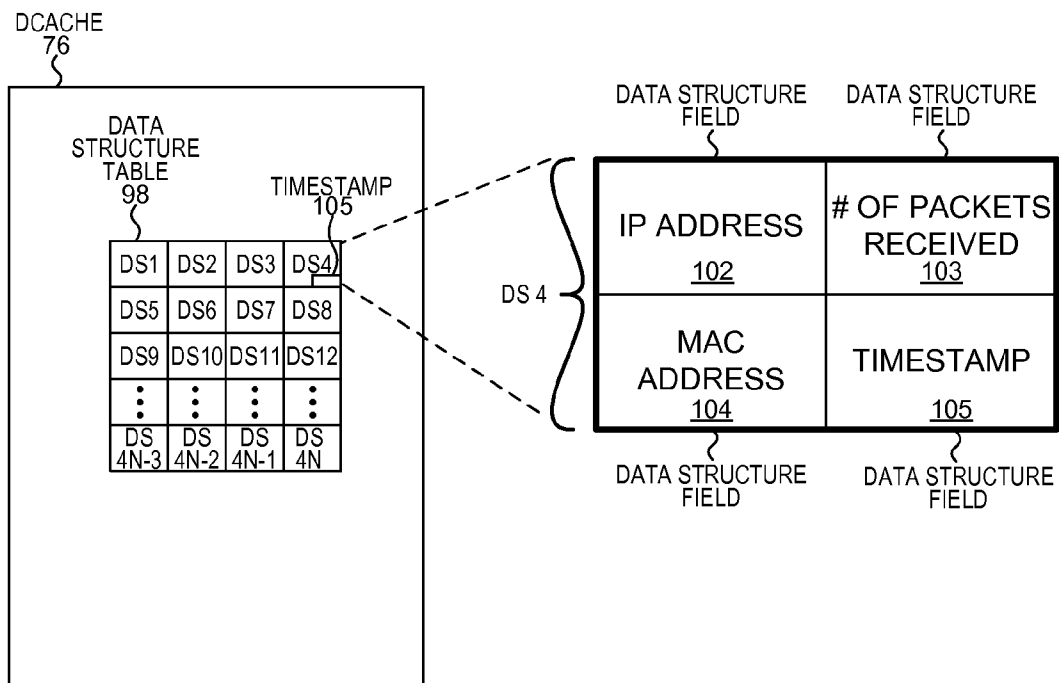 DCACHE
76
DATA
STRUCTURE
TABLE
98
TIMESTAMP
105
DS1 DS2 DS3 DS4
DS5 DS6 DS7 DS8
DS9 DS10 DS11 DS12
DS DS DS DS
4N-3 4N-2 4N-1 4N
DATA STRUCTURE
FIELD
DATA STRUCTURE
FIELD
DS 4
IP ADDRESS
102
# OF PACKETS
RECEIVED
103
MAC
ADDRESS
104
TIMESTAMP
105
DATA STRUCTURE
FIELD
DATA STRUCTURE
FIELD